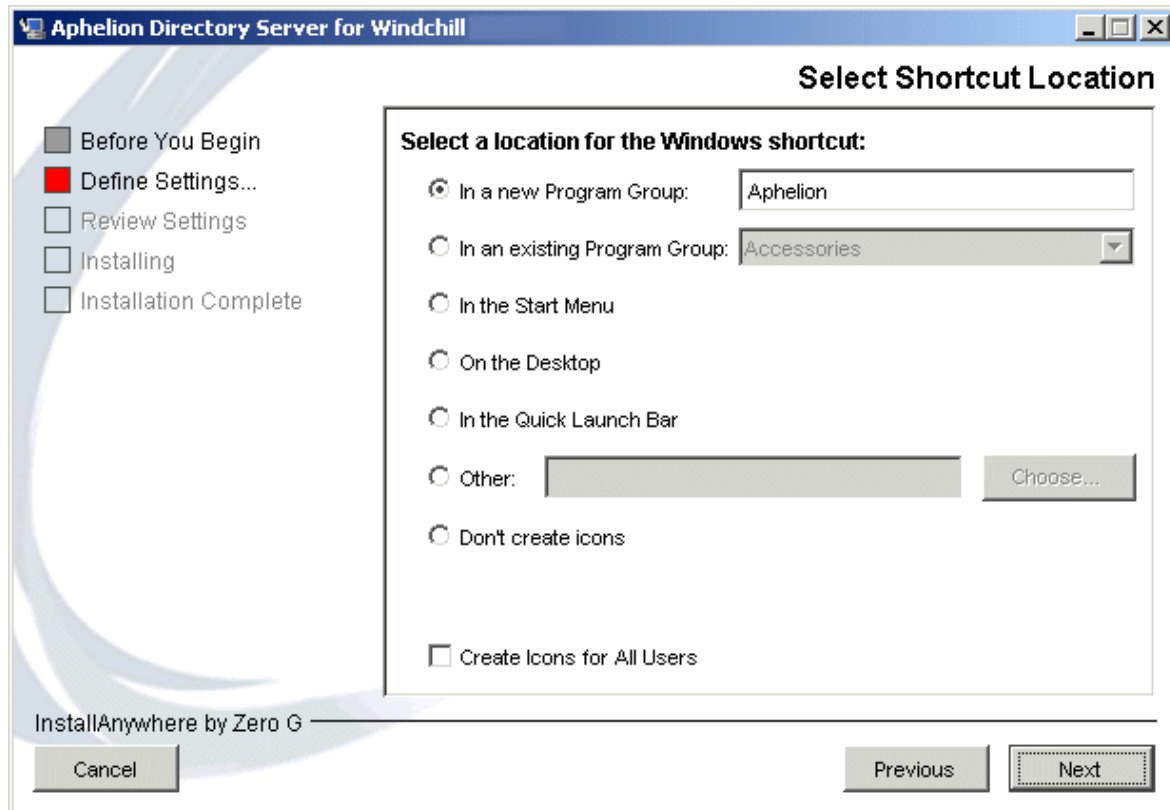 Aphelion Directory Server for Windchill
Select Shortcut Location
Before You Begin
Define Settings...
Review Settings
Installing
Installation Complete
Select a location for the Windows shortcut:
In a new Program Group: Aphelion
In an existing Program Group: Accessories
In the Start Menu
On the Desktop
In the Quick Launch Bar
Other: Choose...
Don't create icons
Create Icons for All Users
InstallAnywhere by Zero G
Cancel Previous Next